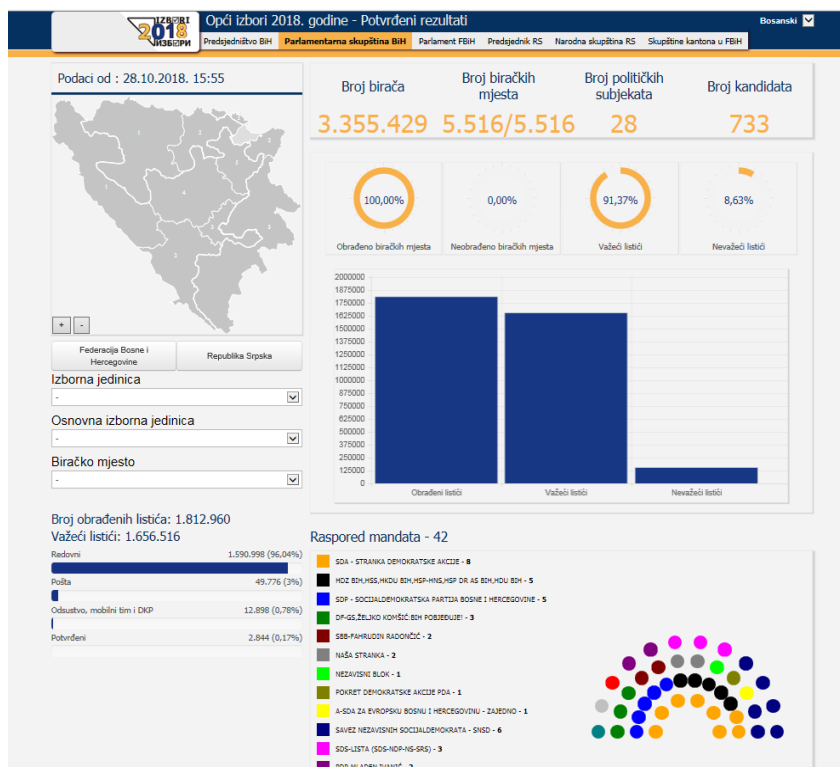 IZBORI
2018
ИЗБОРИ
Opći izbori 2018. godine - Potvrđeni rezultati
Bosanski
Predsjedništvo BiH Parlamentarna skupština BiH Parlament FBiH Predsjednik RS Narodna skupština RS Skupštine kantona u FBiH
Podaci od : 28.10.2018. 15:55
+ -
Federacija Bosne i
Hercegovine
Republika Srpska
Izborna jedinica
-
Osnovna izborna jedinica
-
Biračko mjesto
-
Broj obrađenih listića: 1.812.960
Važeći listići: 1.656.516
Redovni 1.590.998 (96,04%)
Pošta 49.776 (3%)
Odsustvo, mobilni tim i DKP 12.898 (0,78%)
Potvrđeni 2.844 (0,17%)
Broj birača
3.355.429
Broj biračkih
mjesta
5.516/5.516
Broj političkih
subjekata
28
Broj kandidata
733
100,00%
Obrađeno biračkih mjesta
0,00%
Neobrađeno biračkih mjesta
91,37%
Važeći listići
8,63%
Nevažeći listići
2000000
1875000
1750000
1625000
1500000
1375000
1250000
1125000
1000000
875000
750000
625000
500000
375000
250000
125000
0
Obrađeni listići Važeći listići Nevažeći listići
Raspored mandata - 42
SDA - STRANKA DEMOKRATSKE AKCIJE - 8
HDZ BIH,HSS,HKDU BIH,HSP-HNS,HSP DR AS BIH,HDU BIH - 5
SDP - SOCIJALDEMOKRATSKA PARTIJA BOSNE I HERCEGOVINE - 5
DF-GS,ŽELJKO KOMŠIĆ:BIH POBJEĐUJE! - 3
SBB-FAHRUDIN RADONČIĆ - 2
NAŠA STRANKA - 2
NEZAVISNI BLOK - 1
POKRET DEMOKRATSKE AKCIJE PDA - 1
A-SDA ZA EVROPSKU BOSNU I HERCEGOVINU - ZAJEDNO - 1
SAVEZ NEZAVISNIH SOCIJALDEMOKRATA - SNSD - 6
SDS-LISTA (SDS-NDP-NS-SRS) - 3
PDP-MLADEN IVANIĆ - 2